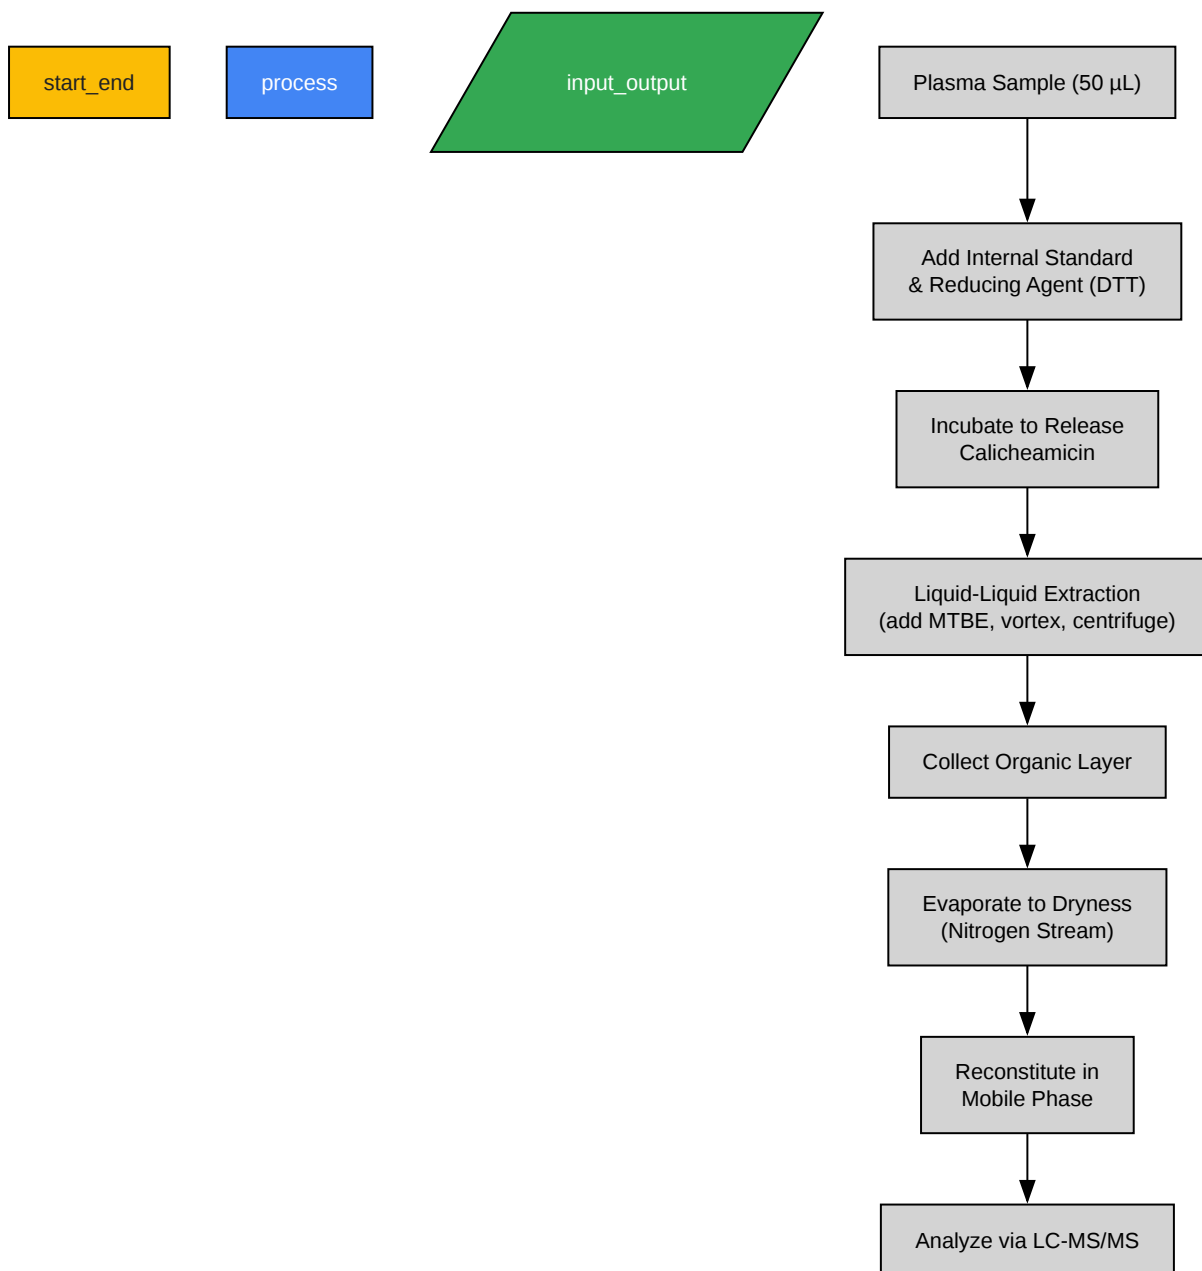 start_end
process
input_output
Plasma Sample (50 µL)
Add Internal Standard
& Reducing Agent (DTT)
Incubate to Release
Calicheamicin
Liquid-Liquid Extraction
(add MTBE, vortex, centrifuge)
Collect Organic Layer
Evaporate to Dryness
(Nitrogen Stream)
Reconstitute in
Mobile Phase
Analyze via LC-MS/MS